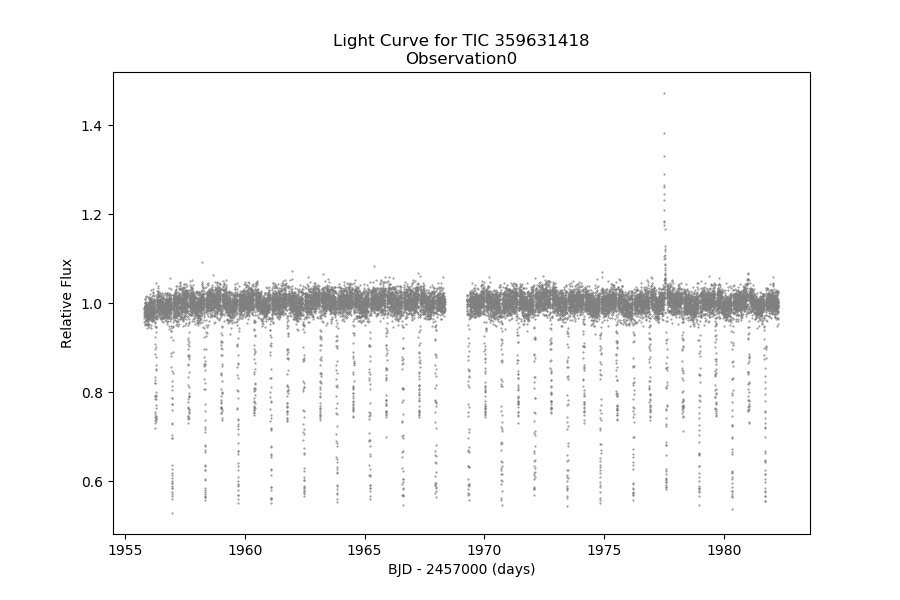 Light Curve for TIC 359631418
Observation0
1.4
1.2
1.0
0.8
0.6
Relative Flux
1955 1960 1965 1970 1975 1980
BJD - 2457000 (days)